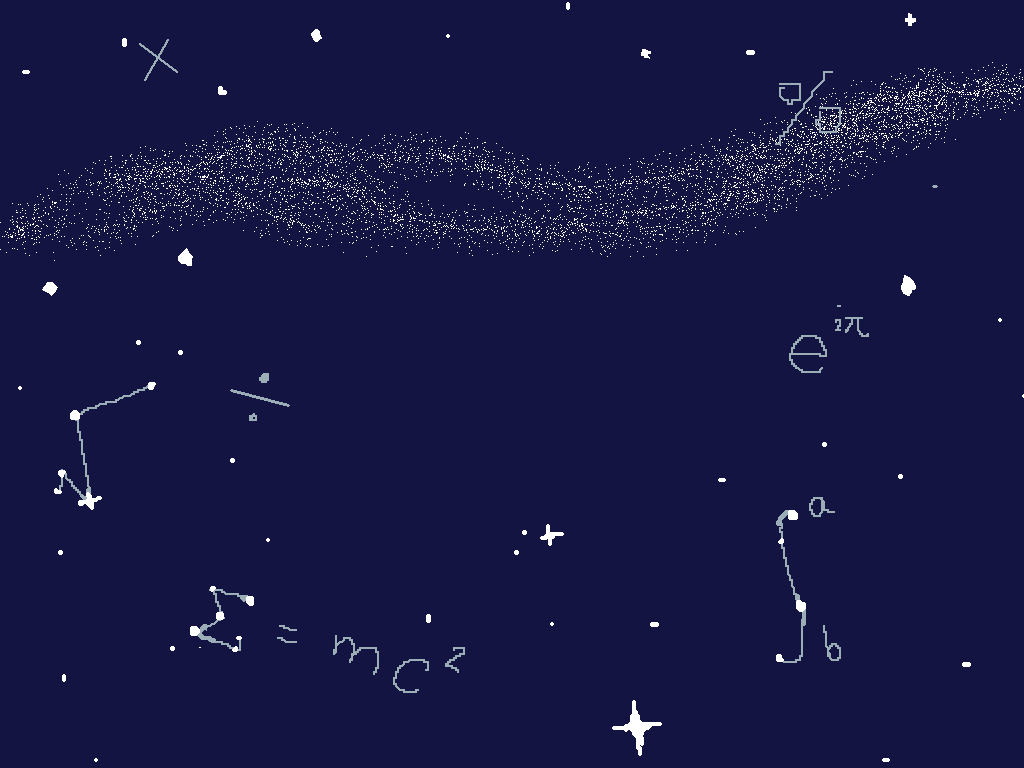 ×
□/□
e^{iπ}
√ ÷
∫ a b
Σ = mc²